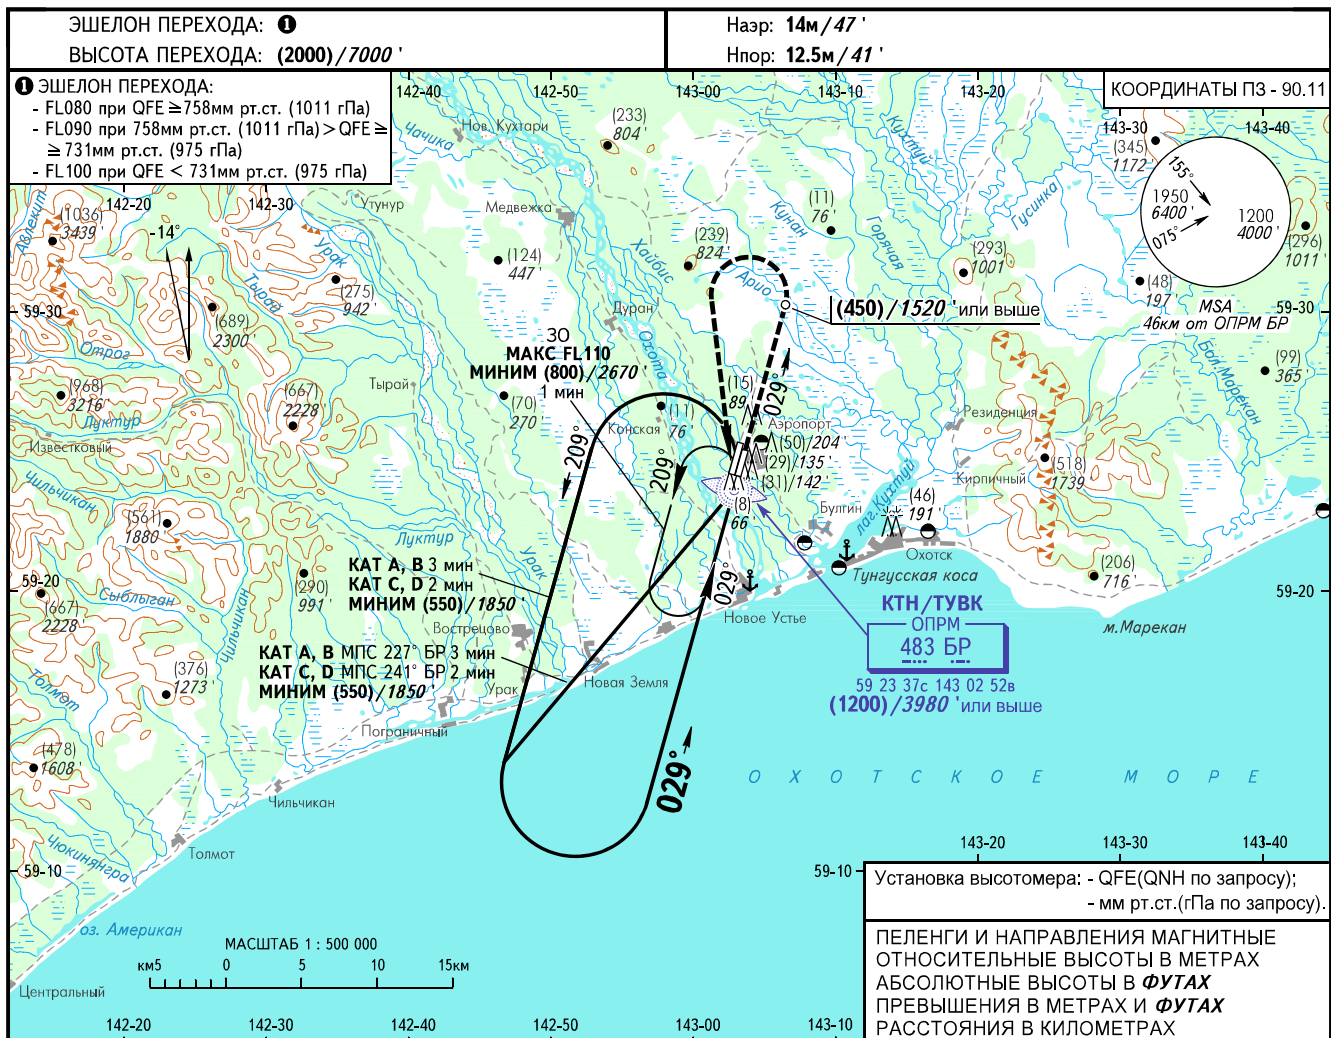 ЭШЕЛОН ПЕРЕХОДА: ❶
ВЫСОТА ПЕРЕХОДА: (2000)/7000 '
Наэр: 14м/47 '
Нпор: 12.5м/41 '
❶ ЭШЕЛОН ПЕРЕХОДА:
- FL080 при QFE ≧758мм рт.ст. (1011 гПа)
- FL090 при 758мм рт.ст. (1011 гПа) > QFE ≧
≧ 731мм рт.ст. (975 гПа)
- FL100 при QFE < 731мм рт.ст. (975 гПа)
КООРДИНАТЫ ПЗ - 90.11
142-40
142-50
143-00
143-10
143-20
143-30
143-40
142-20
142-30
(233)
804 '
Нов. Кухтари
Чачика
Кухтуй
(345)
1172 '
155°
1950
6400 '
075°
1200
4000 '
(296)
1011 '
MSA
46км от ОПРМ БР
Авлекит
(1036)
3439 '
Утунур
Медвежка
(11)
76 '
Гусинка
-14°
Урак
Тырай
(124)
447 '
Хайбис
(239)
824 '
Кунан
Горячая
(293)
1001 '
(48)
197 '
Арио
(275)
942 '
59-30
(689)
2300 '
Дуран
(450)/1520 ' или выше
59-30
Отрог
Охота
ЗО
МАКС FL110
МИНИМ (800)/2670 '
1 мин
Бол.Марекан
(99)
365 '
(968)
3216 '
(667)
2228 '
Тырай
(70)
270 '
(15)
89 '
029°
Луктур
Известковый
Конская
(11)
76 '
Аэропорт
(50)/204 '
(29)/135 '
(31)/142 '
Резиденция
209°
209°
(518)
1739 '
Кирпичный
Чильчикан
(561)
1880 '
(8)
66 '
Булгин
лаг.Кухтуй
(46)
191 '
Охотск
Луктур
Урак
59-20
(667)
2228 '
(290)
991 '
КАТ А, В 3 мин
КАТ С, D 2 мин
МИНИМ (550)/1850 '
029°
Тунгусская коса
(206)
716 '
59-20
Сыблыган
Чильчикан
КТН/ТУВК
ОПРМ
483 БР
59 23 37с 143 02 52в
(1200)/3980 ' или выше
Новое Устье
м.Марекан
Вострецово
КАТ А, В МПС 227° БР 3 мин
КАТ С, D МПС 241° БР 2 мин
МИНИМ (550)/1850 '
(376)
1273 '
Толмот
Урак
Новая Земля
Пограничный
(478)
1608 '
029°
ОХОТСКОЕ МОРЕ
Чильчикан
Чюкинянгра
Толмот
59-10
59-10
143-20
143-30
143-40
Установка высотомера: - QFE(QNH по запросу);
- мм рт.ст.(гПа по запросу).
оз. Американ
МАСШТАБ 1 : 500 000
км5 0 5 10 15км
Центральный
ПЕЛЕНГИ И НАПРАВЛЕНИЯ МАГНИТНЫЕ
ОТНОСИТЕЛЬНЫЕ ВЫСОТЫ В МЕТРАХ
АБСОЛЮТНЫЕ ВЫСОТЫ В ФУТАХ
ПРЕВЫШЕНИЯ В МЕТРАХ И ФУТАХ
РАССТОЯНИЯ В КИЛОМЕТРАХ
142-20
142-30
142-40
142-50
143-00
143-10